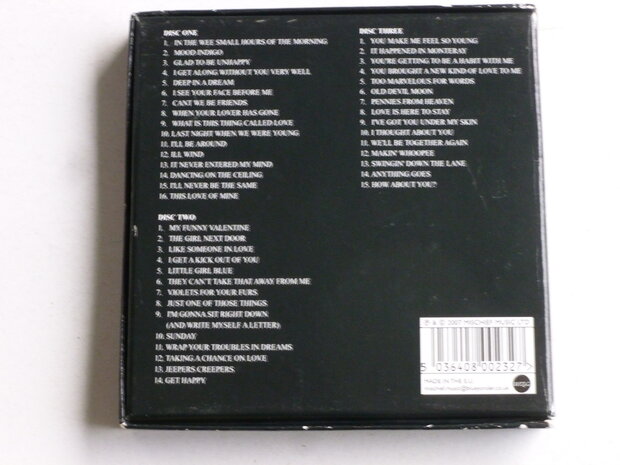 DISC ONE
1. IN THE WEE SMALL HOURS OF THE MORNING
2. MOOD INDIGO
3. GLAD TO BE UNHAPPY
4. I GET ALONG WITHOUT YOU VERY WELL
5. DEEP IN A DREAM
6. I SEE YOUR FACE BEFORE ME
7. CANT WE BE FRIENDS
8. WHEN YOUR LOVER HAS GONE
9. WHAT IS THIS THING CALLED LOVE
10. LAST NIGHT WHEN WE WERE YOUNG
11. I'LL BE AROUND
12. ILL WIND
13. IT NEVER ENTERED MY MIND
14. DANCING ON THE CEILING
15. I'LL NEVER BE THE SAME
16. THIS LOVE OF MINE
DISC TWO
1. MY FUNNY VALENTINE
2. THE GIRL NEXT DOOR
3. LIKE SOMEONE IN LOVE
4. I GET A KICK OUT OF YOU
5. LITTLE GIRL BLUE
6. THEY CAN'T TAKE THAT AWAY FROM ME
7. VIOLETS FOR YOUR FURS
8. JUST ONE OF THOSE THINGS
9. I'M GONNA SIT RIGHT DOWN
(AND WRITE MYSELF A LETTER)
10. SUNDAY
11. WRAP YOUR TROUBLES IN DREAMS
12. TAKING A CHANCE ON LOVE
13. JEEPERS CREEPERS
14. GET HAPPY
DISC THREE
1. YOU MAKE ME FEEL SO YOUNG
2. IT HAPPENED IN MONTERAY
3. YOU'RE GETTING TO BE A HABIT WITH ME
4. YOU BROUGHT A NEW KIND OF LOVE TO ME
5. TOO MARVELOUS FOR WORDS
6. OLD DEVIL MOON
7. PENNIES FROM HEAVEN
8. LOVE IS HERE TO STAY
9. I'VE GOT YOU UNDER MY SKIN
10. I THOUGHT ABOUT YOU
11. WE'LL BE TOGETHER AGAIN
12. MAKIN' WHOOPEE
13. SWINGIN' DOWN THE LANE
14. ANYTHING GOES
15. HOW ABOUT YOU?
℗ & © 2007 MISCHIEF MUSIC LTD
5 036408 002327
MADE IN THE E.U.